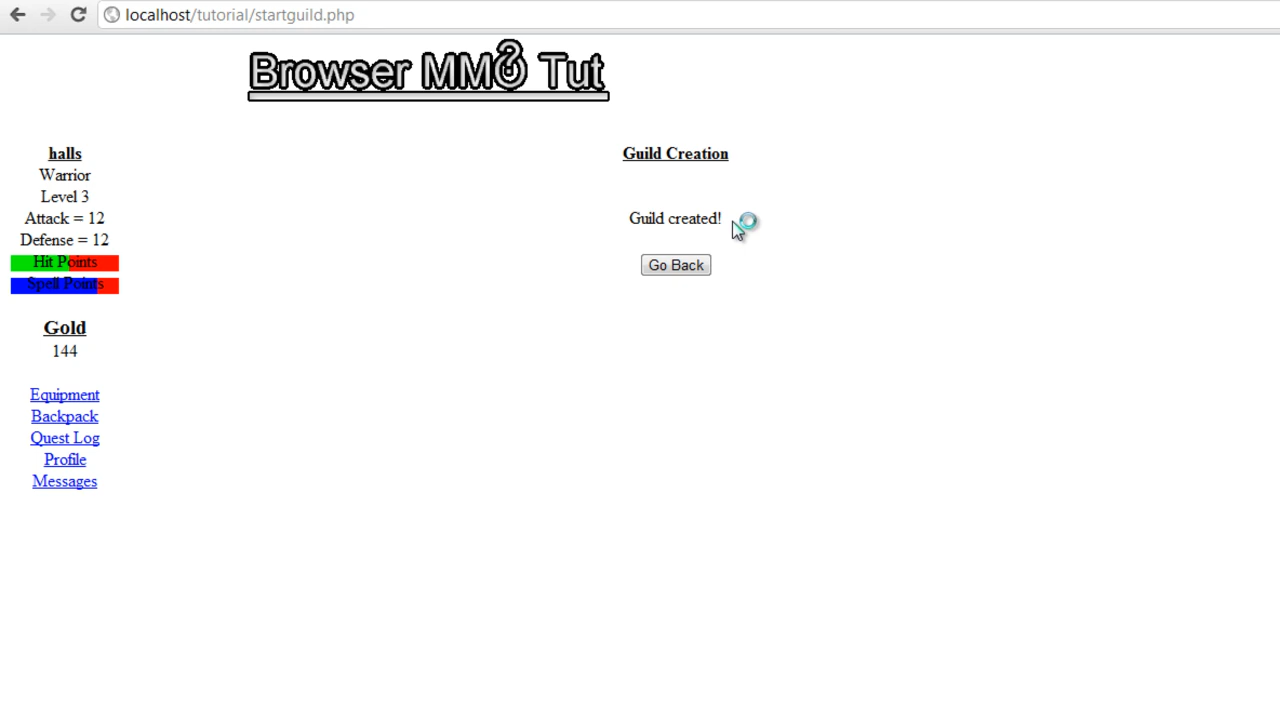 localhost/tutorial/startguild.php
Browser MMO Tut
halls
Warrior
Level 3
Attack = 12
Defense = 12
Hit Points
Spell Points
Gold
144
Equipment
Backpack
Quest Log
Profile
Messages
Guild Creation
Guild created!
Go Back